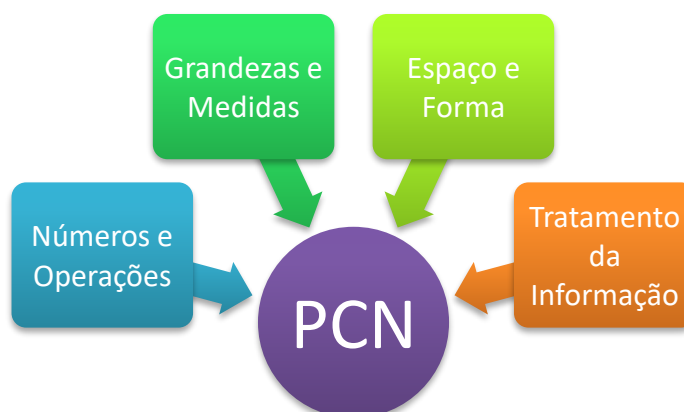 Grandezas e
Medidas
Espaço e
Forma
Números e
Operações
Tratamento
da
Informação
PCN